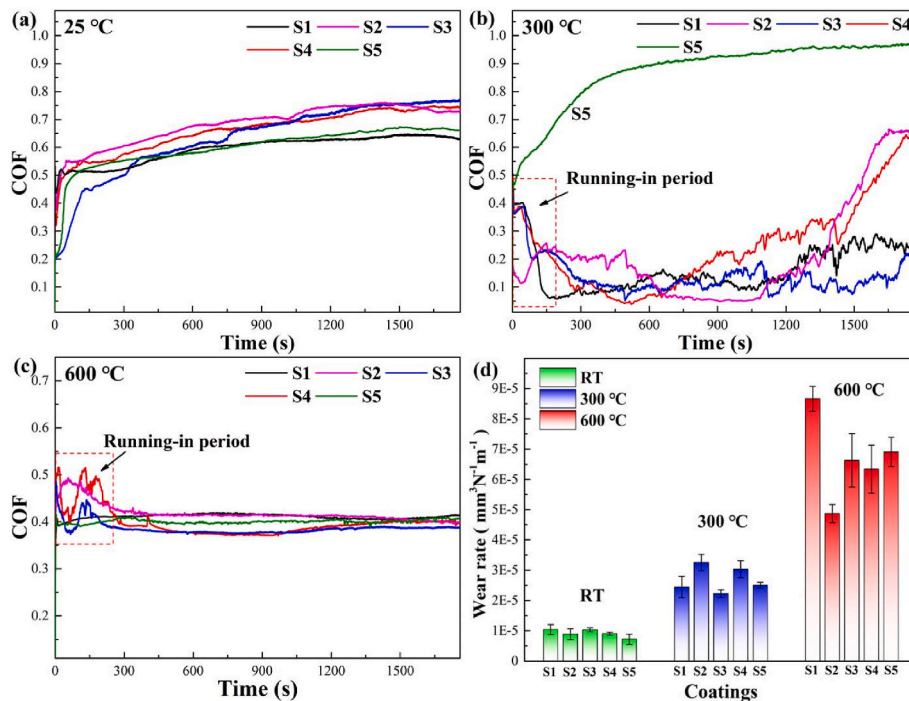 (a) 25 °C
S1 S2 S3
S4 S5
1.0
0.9
0.8
0.7
0.6
0.5
0.4
0.3
0.2
0.1
COF
0 300 600 900 1200 1500
Time (s)
(b) 300 °C
S1 S2 S3 S4
S5
1.0
0.9
0.8
0.7
0.6
0.5
0.4
0.3
0.2
0.1
COF
S5
Running-in period
0 300 600 900 1200 1500
Time (s)
(c) 600 °C
S1 S2 S3
S4 S5
0.7
0.6
0.5
0.4
0.3
0.2
COF
Running-in period
0 300 600 900 1200 1500
Time (s)
(d)
RT
300 °C
600 °C
9E-5
8E-5
7E-5
6E-5
5E-5
4E-5
3E-5
2E-5
1E-5
0
Wear rate ( mm³N⁻¹m⁻¹ )
RT
300 °C
600 °C
S1 S2 S3 S4 S5 S1 S2 S3 S4 S5 S1 S2 S3 S4 S5
Coatings